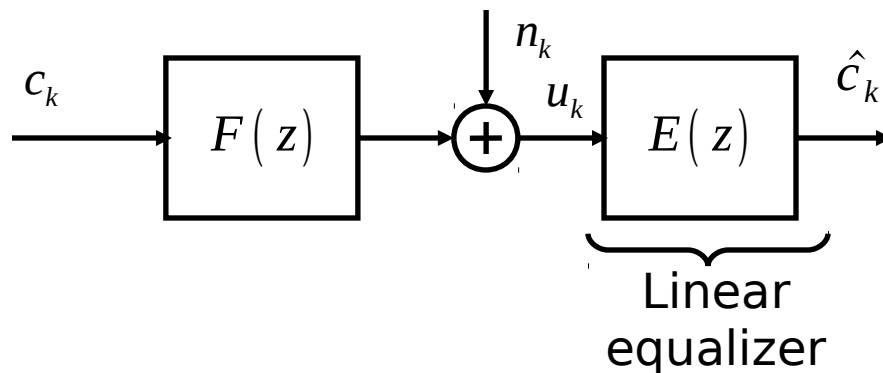 c_k
F(z)
n_k
+
u_k
E(z)
ĉ_k
Linear
equalizer